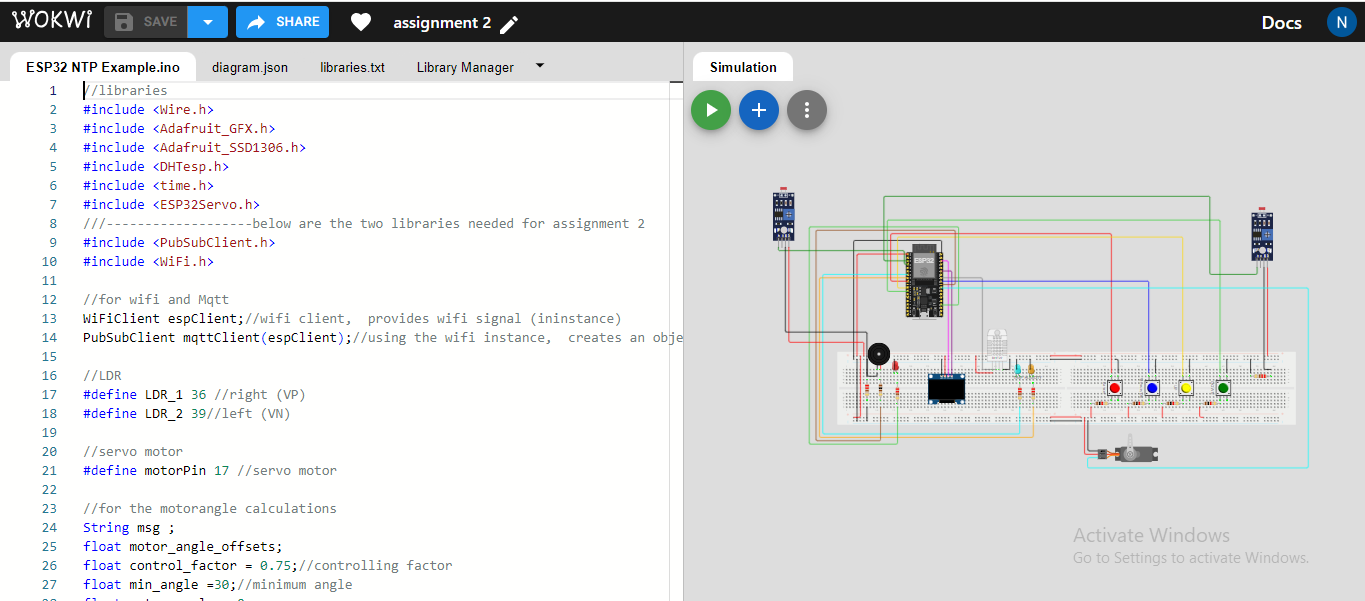 WOKWi
SAVE
SHARE
assignment 2
Docs
N
ESP32 NTP Example.ino
diagram.json
libraries.txt
Library Manager
Simulation
1 //libraries
2 #include <Wire.h>
3 #include <Adafruit_GFX.h>
4 #include <Adafruit_SSD1306.h>
5 #include <DHTesp.h>
6 #include <time.h>
7 #include <ESP32Servo.h>
8 ///-------------------below are the two libraries needed for assignment 2
9 #include <PubSubClient.h>
10 #include <WiFi.h>
11
12 //for wifi and Mqtt
13 WiFiClient espClient;//wifi client,  provides wifi signal (ininstance)
14 PubSubClient mqttClient(espClient);//using the wifi instance,  creates an obje
15
16 //LDR
17 #define LDR_1 36 //right (VP)
18 #define LDR_2 39//left (VN)
19
20 //servo motor
21 #define motorPin 17 //servo motor
22
23 //for the motorangle calculations
24 String msg ;
25 float motor_angle_offsets;
26 float control_factor = 0.75;//controlling factor
27 float min_angle =30;//minimum angle
ESP32
Activate Windows
Go to Settings to activate Windows.